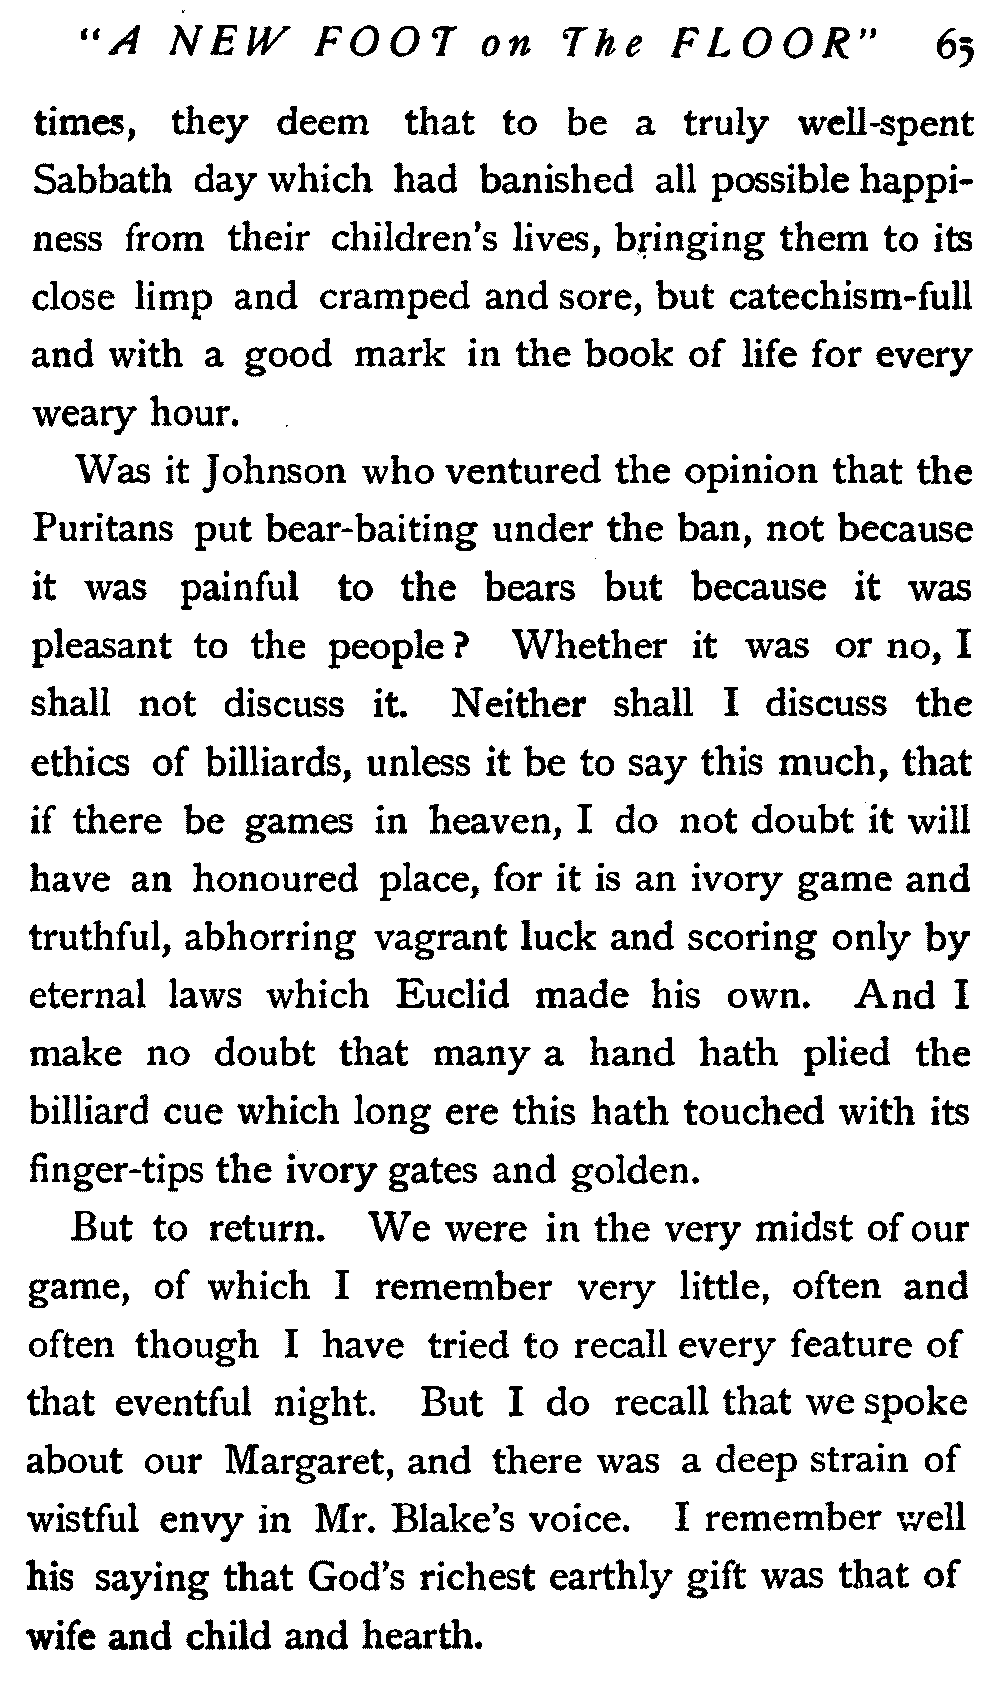 "A NEW FOOT on The FLOOR" 65
times, they deem that to be a truly well-spent
Sabbath day which had banished all possible happi-
ness from their children's lives, bringing them to its
close limp and cramped and sore, but catechism-full
and with a good mark in the book of life for every
weary hour.
Was it Johnson who ventured the opinion that the
Puritans put bear-baiting under the ban, not because
it was painful to the bears but because it was
pleasant to the people? Whether it was or no, I
shall not discuss it. Neither shall I discuss the
ethics of billiards, unless it be to say this much, that
if there be games in heaven, I do not doubt it will
have an honoured place, for it is an ivory game and
truthful, abhorring vagrant luck and scoring only by
eternal laws which Euclid made his own. And I
make no doubt that many a hand hath plied the
billiard cue which long ere this hath touched with its
finger-tips the ivory gates and golden.
But to return. We were in the very midst of our
game, of which I remember very little, often and
often though I have tried to recall every feature of
that eventful night. But I do recall that we spoke
about our Margaret, and there was a deep strain of
wistful envy in Mr. Blake's voice. I remember well
his saying that God's richest earthly gift was that of
wife and child and hearth.